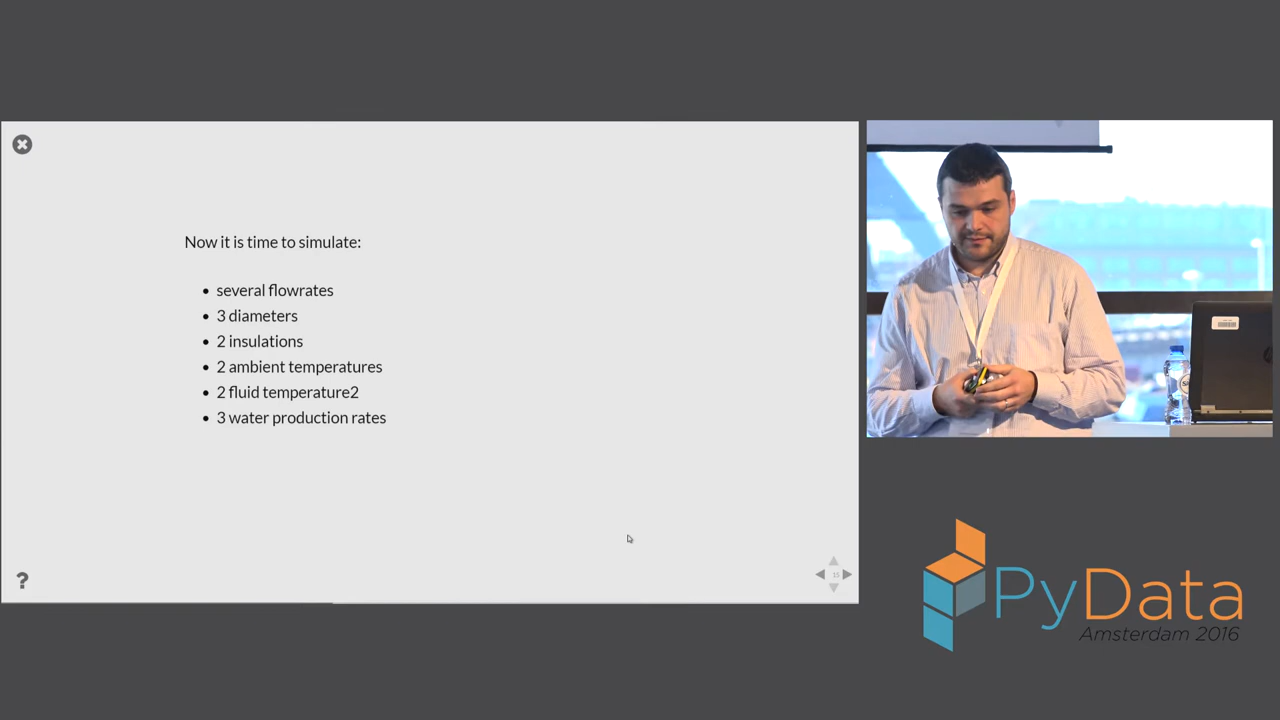 Now it is time to simulate:
several flowrates
3 diameters
2 insulations
2 ambient temperatures
2 fluid temperature2
3 water production rates
?
15
PyData
Amsterdam 2016